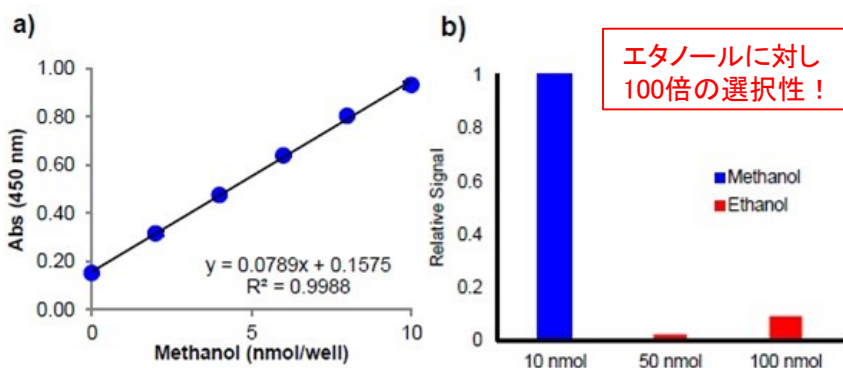 a)
1.00
0.80
0.60
0.40
0.20
0.00
Abs (450 nm)
y = 0.0789x + 0.1575
R² = 0.9988
0 5 10
Methanol (nmol/well)
b)
エタノールに対し
100倍の選択性！
1
0.8
0.6
0.4
0.2
0
Relative Signal
Methanol
Ethanol
10 nmol 50 nmol 100 nmol